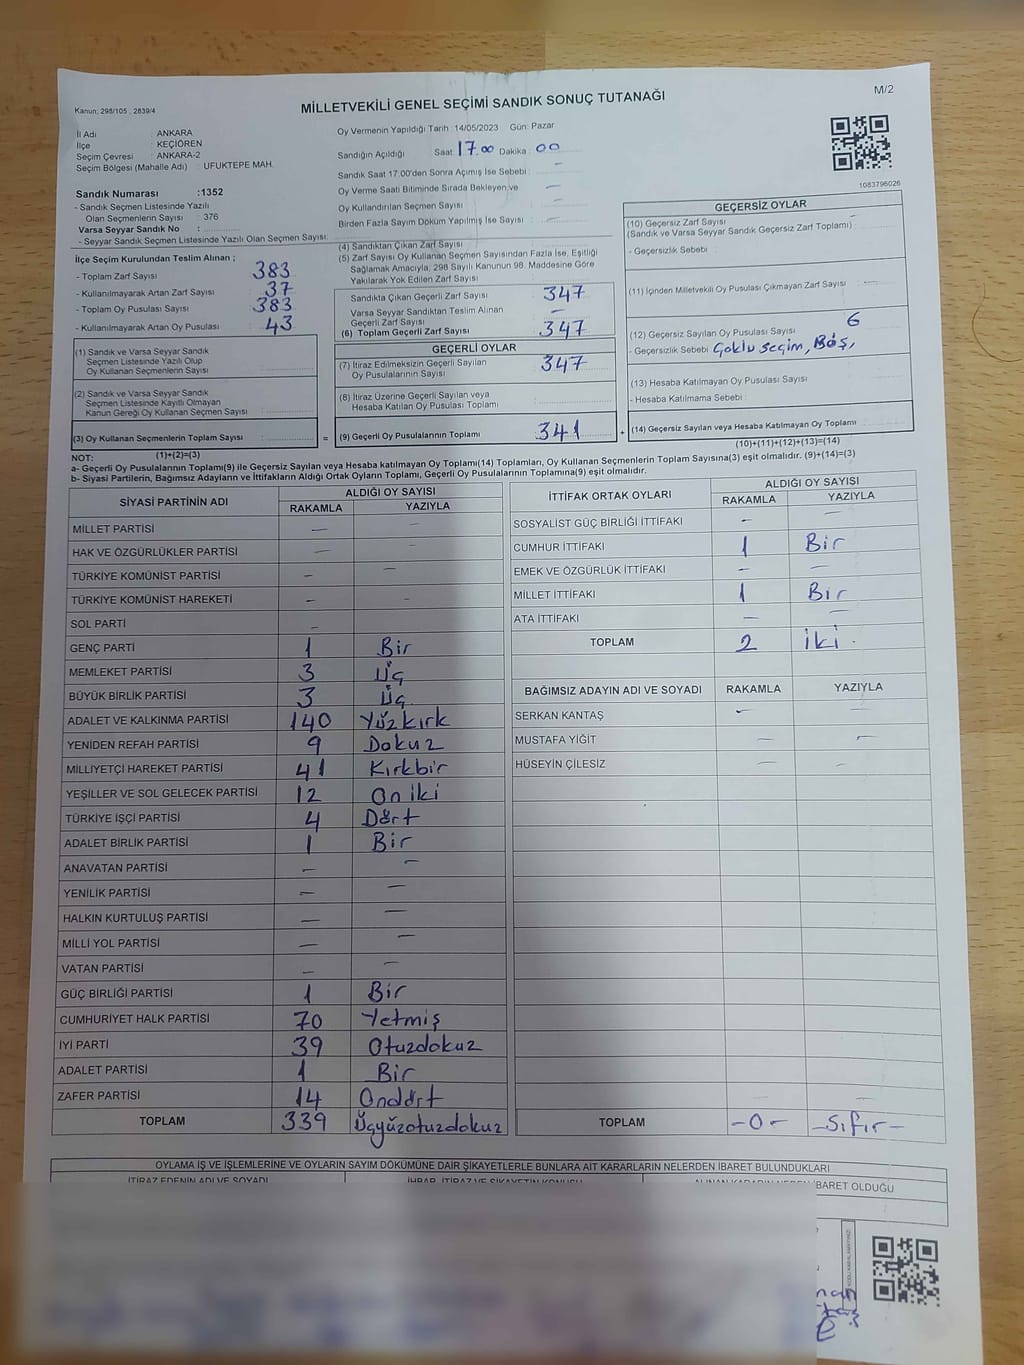 M/2
Kanun: 298/105 , 2839/4
MİLLETVEKİLİ GENEL SEÇİMİ SANDIK SONUÇ TUTANAĞI
İl Adı : ANKARA
İlçe : KEÇİÖREN
Seçim Çevresi : ANKARA-2
Seçim Bölgesi (Mahalle Adı) : UFUKTEPE MAH.
Sandık Numarası :1352
- Sandık Seçmen Listesinde Yazılı
Olan Seçmenlerin Sayısı : 376
Varsa Seyyar Sandık No :
- Seyyar Sandık Seçmen Listesinde Yazılı Olan Seçmen Sayısı:
Oy Vermenin Yapıldığı Tarih :14/05/2023 Gün: Pazar
Sandığın Açıldığı Saat 17.00 Dakika : 00
Sandık Saat 17.00'den Sonra Açımış İse Sebebi : –
Oy Verme Saati Bitiminde Sırada Bekleyen ve –
Oy Kullandırılan Seçmen Sayısı : –
Birden Fazla Sayım Döküm Yapılmış İse Sayısı : –
1083796026
İlçe Seçim Kurulundan Teslim Alınan ;
- Toplam Zarf Sayısı 383
- Kullanılmayarak Artan Zarf Sayısı 37
- Toplam Oy Pusulası Sayısı 383
- Kullanılmayarak Artan Oy Pusulası 43
(4) Sandıktan Çıkan Zarf Sayısı
(5) Zarf Sayısı Oy Kullanan Seçmen Sayısından Fazla İse, Eşitliği
Sağlamak Amacıyla, 298 Sayılı Kanunun 98. Maddesine Göre
Yakılarak Yok Edilen Zarf Sayısı
Sandıkta Çıkan Geçerli Zarf Sayısı 347
Varsa Seyyar Sandıktan Teslim Alınan
Geçerli Zarf Sayısı : –
(6) Toplam Geçerli Zarf Sayısı 347
GEÇERSİZ OYLAR
(10) Geçersiz Zarf Sayısı –
(Sandık ve Varsa Seyyar Sandık Geçersiz Zarf Toplamı) :
- Geçersizlik Sebebi :
(11) İçinden Milletvekili Oy Pusulası Çıkmayan Zarf Sayısı –
(12) Geçersiz Sayılan Oy Pusulası Sayısı 6
- Geçersizlik Sebebi Çoklu seçim, Boş,
(13) Hesaba Katılmayan Oy Pusulası Sayısı
- Hesaba Katılmama Sebebi :
(14) Geçersiz Sayılan veya Hesaba Katılmayan Oy Toplamı
(10)+(11)+(12)+(13)=(14)
(1) Sandık ve Varsa Seyyar Sandık
Seçmen Listesinde Yazılı Olup
Oy Kullanan Seçmenlerin Sayısı :
(2) Sandık ve Varsa Seyyar Sandık
Seçmen Listesinde Kayıtlı Olmayan
Kanun Gereği Oy Kullanan Seçmen Sayısı :
(3) Oy Kullanan Seçmenlerin Toplam Sayısı :
(1)+(2)=(3)
GEÇERLİ OYLAR
(7) İtiraz Edilmeksizin Geçerli Sayılan
Oy Pusulalarının Sayısı 347
(8) İtiraz Üzerine Geçerli Sayılan veya
Hesaba Katılan Oy Pusulası Toplamı
= (9) Geçerli Oy Pusulalarının Toplamı 341 +
NOT:
a- Geçerli Oy Pusulalarının Toplamı(9) ile Geçersiz Sayılan veya Hesaba katılmayan Oy Toplamı(14) Toplamları, Oy Kullanan Seçmenlerin Toplam Sayısına(3) eşit olmalıdır. (9)+(14)=(3)
b- Siyasi Partilerin, Bağımsız Adayların ve İttifakların Aldığı Ortak Oyların Toplamı, Geçerli Oy Pusulalarının Toplamına(9) eşit olmalıdır.
SİYASİ PARTİNİN ADI ALDIĞI OY SAYISI
RAKAMLA YAZIYLA
MİLLET PARTİSİ – –
HAK VE ÖZGÜRLÜKLER PARTİSİ – –
TÜRKİYE KOMÜNİST PARTİSİ – –
TÜRKİYE KOMÜNİST HAREKETİ – –
SOL PARTİ –
GENÇ PARTİ 1 Bir
MEMLEKET PARTİSİ 3 Üç
BÜYÜK BİRLİK PARTİSİ 3 Üç
ADALET VE KALKINMA PARTİSİ 140 Yüzkırk
YENİDEN REFAH PARTİSİ 9 Dokuz
MİLLİYETÇİ HAREKET PARTİSİ 41 Kırkbir
YEŞİLLER VE SOL GELECEK PARTİSİ 12 On iki
TÜRKİYE İŞÇİ PARTİSİ 4 Dört
ADALET BİRLİK PARTİSİ 1 Bir
ANAVATAN PARTİSİ – –
YENİLİK PARTİSİ – –
HALKIN KURTULUŞ PARTİSİ – –
MİLLİ YOL PARTİSİ – –
VATAN PARTİSİ – –
GÜÇ BİRLİĞİ PARTİSİ 1 Bir
CUMHURİYET HALK PARTİSİ 70 Yetmiş
İYİ PARTİ 39 Otuzdokuz
ADALET PARTİSİ 1 Bir
ZAFER PARTİSİ 14 Ondört
TOPLAM 339 Üçyüzotuzdokuz
İTTİFAK ORTAK OYLARI ALDIĞI OY SAYISI
RAKAMLA YAZIYLA
SOSYALİST GÜÇ BİRLİĞİ İTTİFAKI – –
CUMHUR İTTİFAKI 1 Bir
EMEK VE ÖZGÜRLÜK İTTİFAKI – –
MİLLET İTTİFAKI 1 Bir
ATA İTTİFAKI – –
TOPLAM 2 iki.
BAĞIMSIZ ADAYIN ADI VE SOYADI RAKAMLA YAZIYLA
SERKAN KANTAŞ – –
MUSTAFA YİĞİT – –
HÜSEYİN ÇİLESİZ – –
TOPLAM -0- -Sıfır-
OYLAMA İŞ VE İŞLEMLERİNE VE OYLARIN SAYIM DÖKÜMÜNE DAİR ŞİKAYETLERLE BUNLARA AİT KARARLARIN NELERDEN İBARET BULUNDUKLARI
İTİRAZ EDENİN ADI VE SOYADI İHBAR, İTİRAZ VE ŞİKAYETİN KONUSU ALINAN KARARIN NEDEN İBARET OLDUĞU